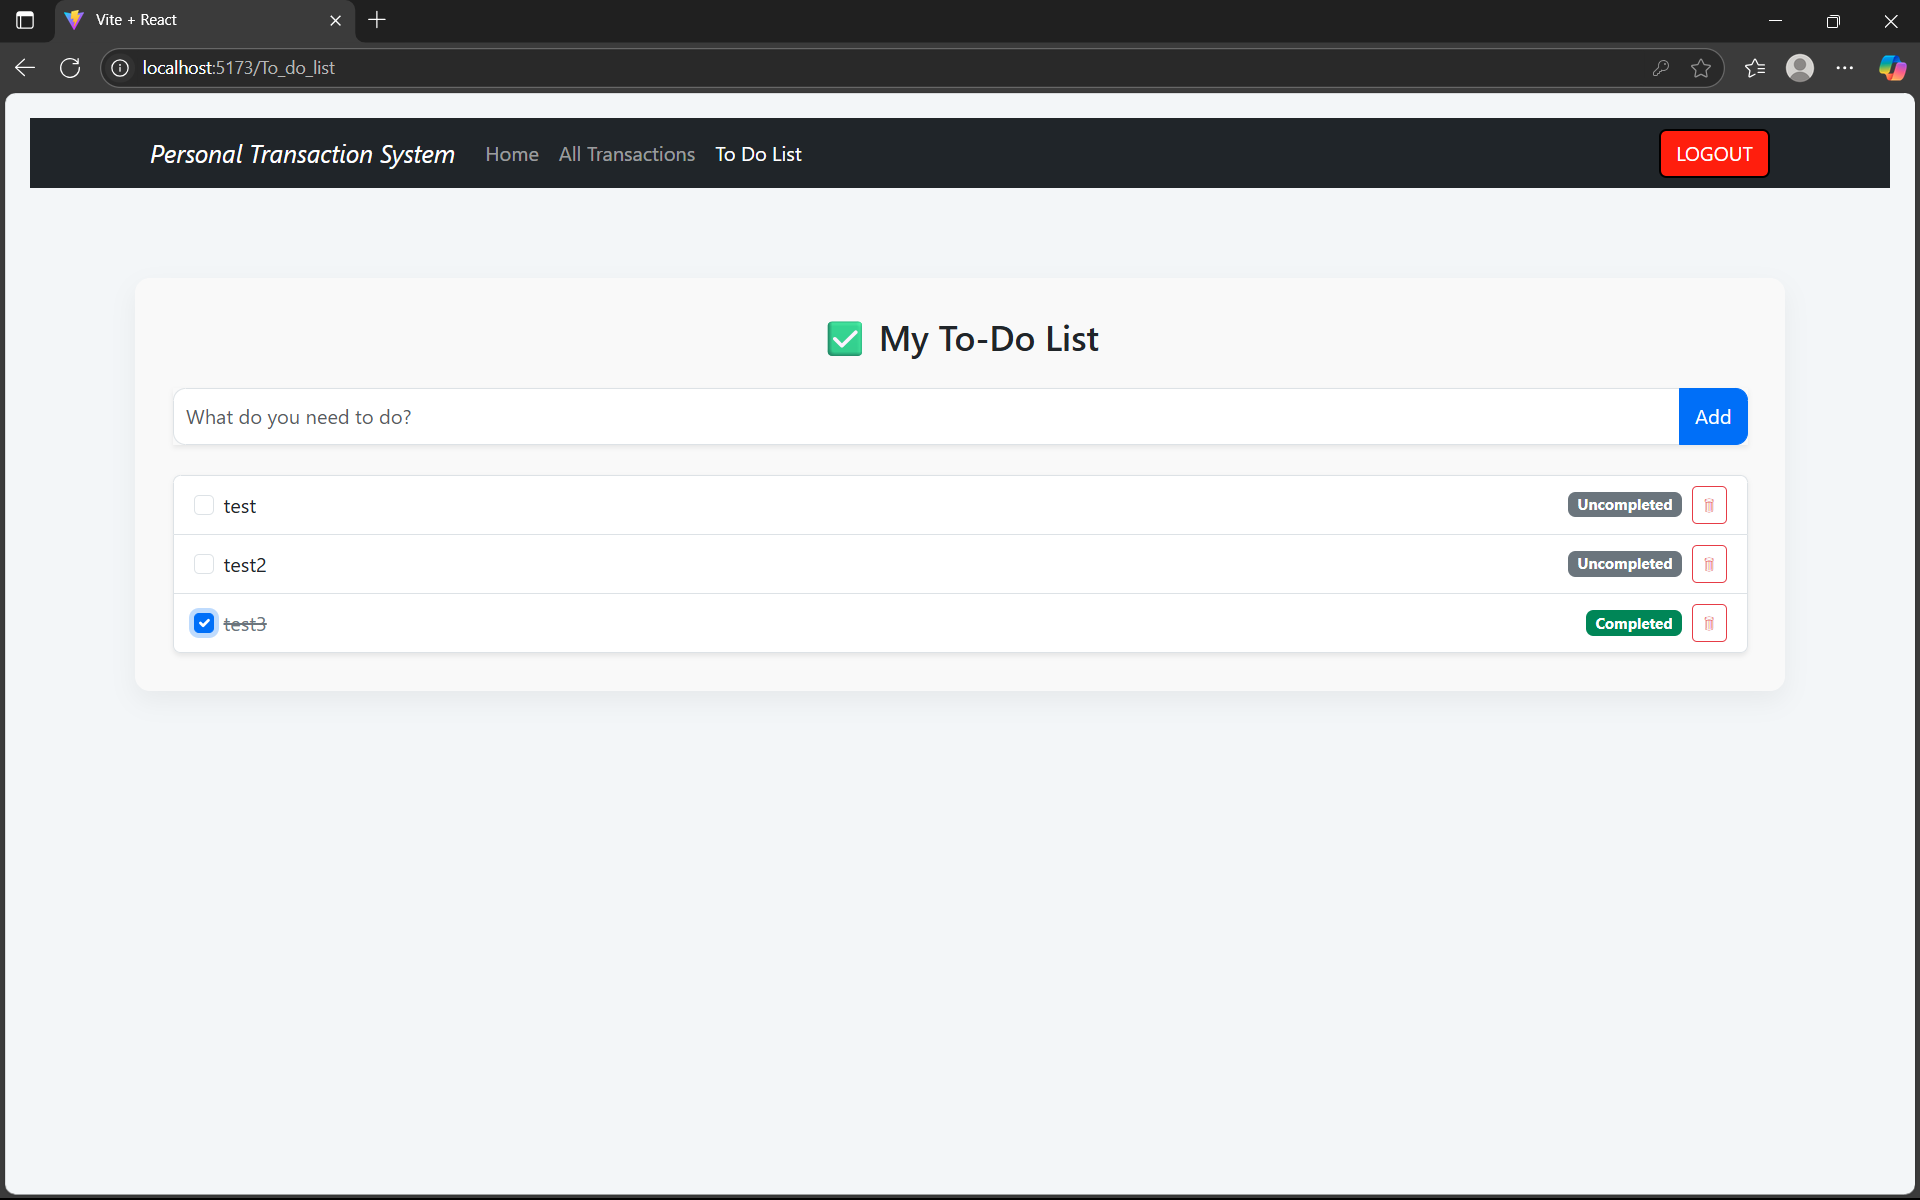 Vite + React
localhost:5173/To_do_list
Personal Transaction System Home All Transactions To Do List LOGOUT
My To-Do List
What do you need to do? Add
test Uncompleted
test2 Uncompleted
test3 Completed